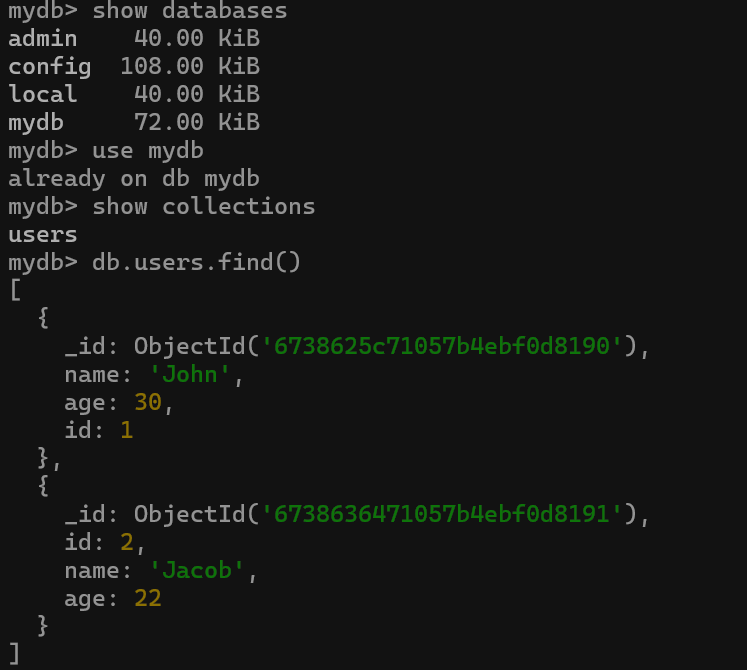 mydb> show databases
admin    40.00 KiB
config  108.00 KiB
local    40.00 KiB
mydb     72.00 KiB
mydb> use mydb
already on db mydb
mydb> show collections
users
mydb> db.users.find()
[
  {
    _id: ObjectId('6738625c71057b4ebf0d8190'),
    name: 'John',
    age: 30,
    id: 1
  },
  {
    _id: ObjectId('6738636471057b4ebf0d8191'),
    id: 2,
    name: 'Jacob',
    age: 22
  }
]